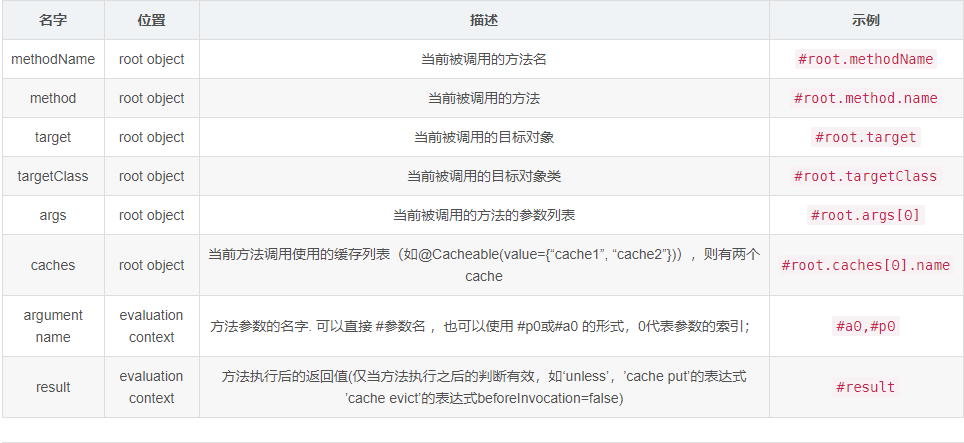 名字 位置 描述 示例
methodName root object 当前被调用的方法名 #root.methodName
method root object 当前被调用的方法 #root.method.name
target root object 当前被调用的目标对象 #root.target
targetClass root object 当前被调用的目标对象类 #root.targetClass
args root object 当前被调用的方法的参数列表 #root.args[0]
caches root object 当前方法调用使用的缓存列表（如@Cacheable(value={“cache1”, “cache2”})），则有两个
cache #root.caches[0].name
argument
name evaluation
context 方法参数的名字. 可以直接 #参数名 ，也可以使用 #p0或#a0 的形式，0代表参数的索引； #a0,#p0
result evaluation
context 方法执行后的返回值(仅当方法执行之后的判断有效，如‘unless’，’cache put’的表达式
’cache evict’的表达式beforeInvocation=false) #result